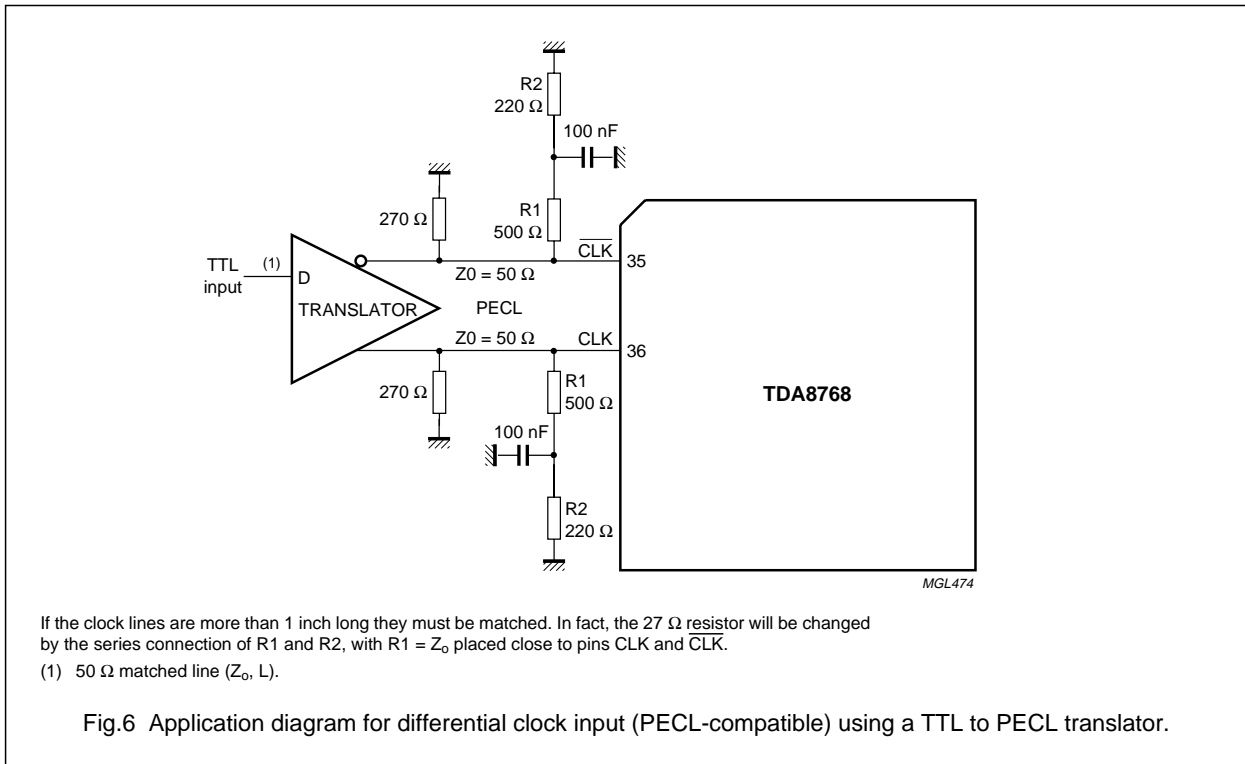 R2
220 Ω
100 nF
270 Ω
R1
500 Ω
C̅L̅K̅
35
TTL
input
(1)
D
Z0 = 50 Ω
TRANSLATOR
PECL
Z0 = 50 Ω
CLK
36
270 Ω
R1
500 Ω
TDA8768
100 nF
R2
220 Ω
MGL474
If the clock lines are more than 1 inch long they must be matched. In fact, the 27 Ω resistor will be changed
by the series connection of R1 and R2, with R1 = Zₒ placed close to pins CLK and C̅L̅K̅.
(1) 50 Ω matched line (Zₒ, L).
Fig.6 Application diagram for differential clock input (PECL-compatible) using a TTL to PECL translator.